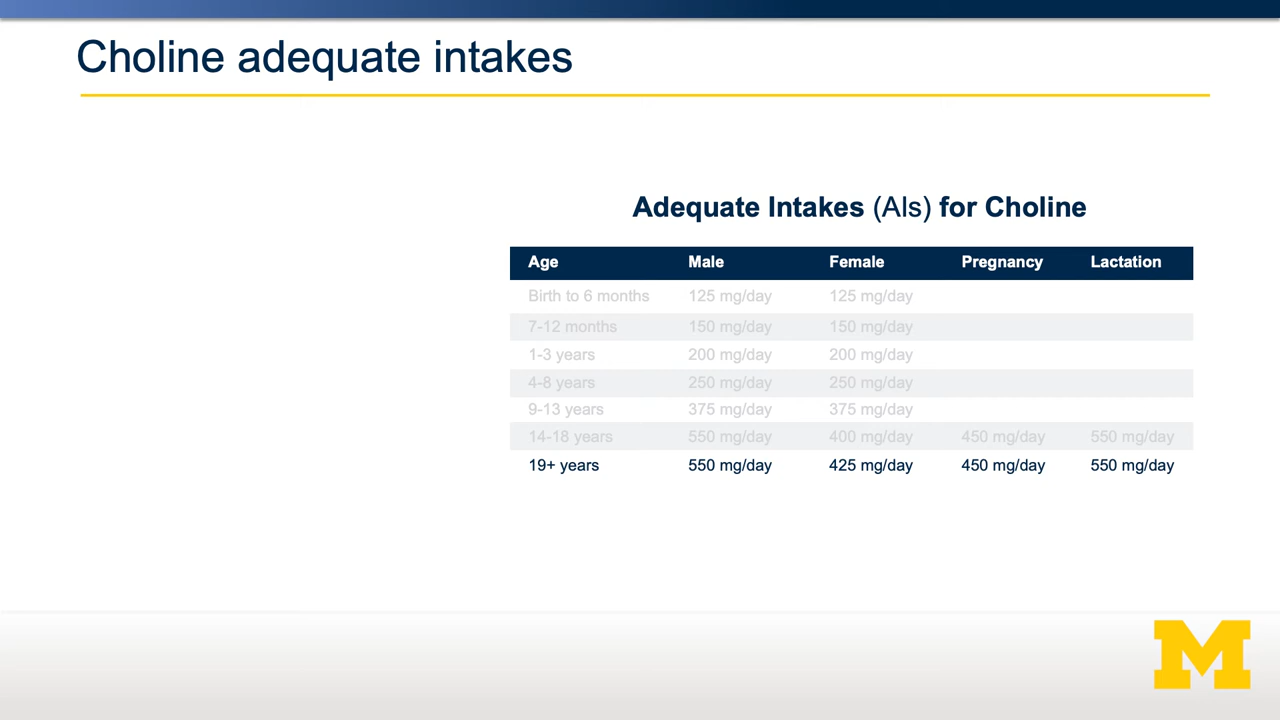 Choline adequate intakes
Adequate Intakes (AIs) for Choline
Age Male Female Pregnancy Lactation
Birth to 6 months 125 mg/day 125 mg/day
7-12 months 150 mg/day 150 mg/day
1-3 years 200 mg/day 200 mg/day
4-8 years 250 mg/day 250 mg/day
9-13 years 375 mg/day 375 mg/day
14-18 years 550 mg/day 400 mg/day 450 mg/day 550 mg/day
19+ years 550 mg/day 425 mg/day 450 mg/day 550 mg/day
M